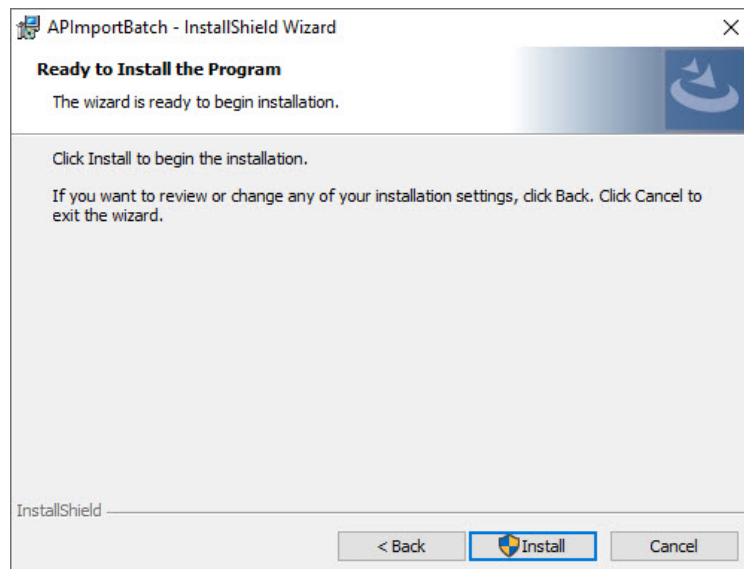 APImportBatch - InstallShield Wizard
Ready to Install the Program
The wizard is ready to begin installation.
Click Install to begin the installation.
If you want to review or change any of your installation settings, click Back. Click Cancel to
exit the wizard.
InstallShield
< Back
Install
Cancel